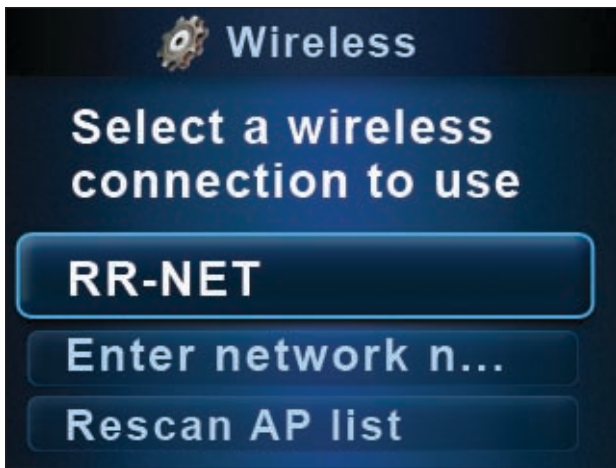 Wireless
Select a wireless
connection to use
RR-NET
Enter network n...
Rescan AP list